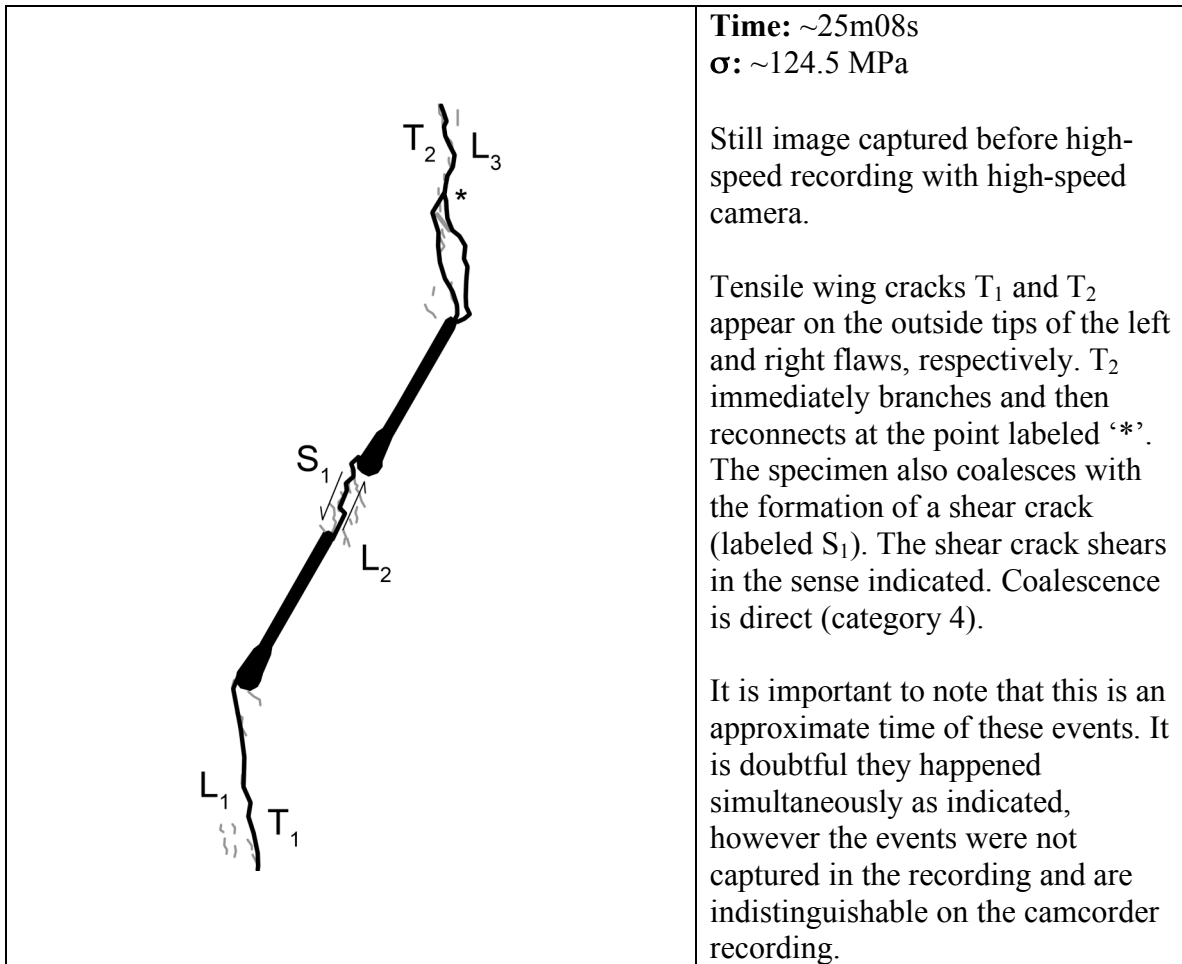 T₂
L₃
*
S₁
L₂
L₁
T₁
Time: ~25m08s
σ: ~124.5 MPa
Still image captured before high-
speed recording with high-speed
camera.
Tensile wing cracks T₁ and T₂
appear on the outside tips of the left
and right flaws, respectively. T₂
immediately branches and then
reconnects at the point labeled ‘*’.
The specimen also coalesces with
the formation of a shear crack
(labeled S₁). The shear crack shears
in the sense indicated. Coalescence
is direct (category 4).
It is important to note that this is an
approximate time of these events. It
is doubtful they happened
simultaneously as indicated,
however the events were not
captured in the recording and are
indistinguishable on the camcorder
recording.